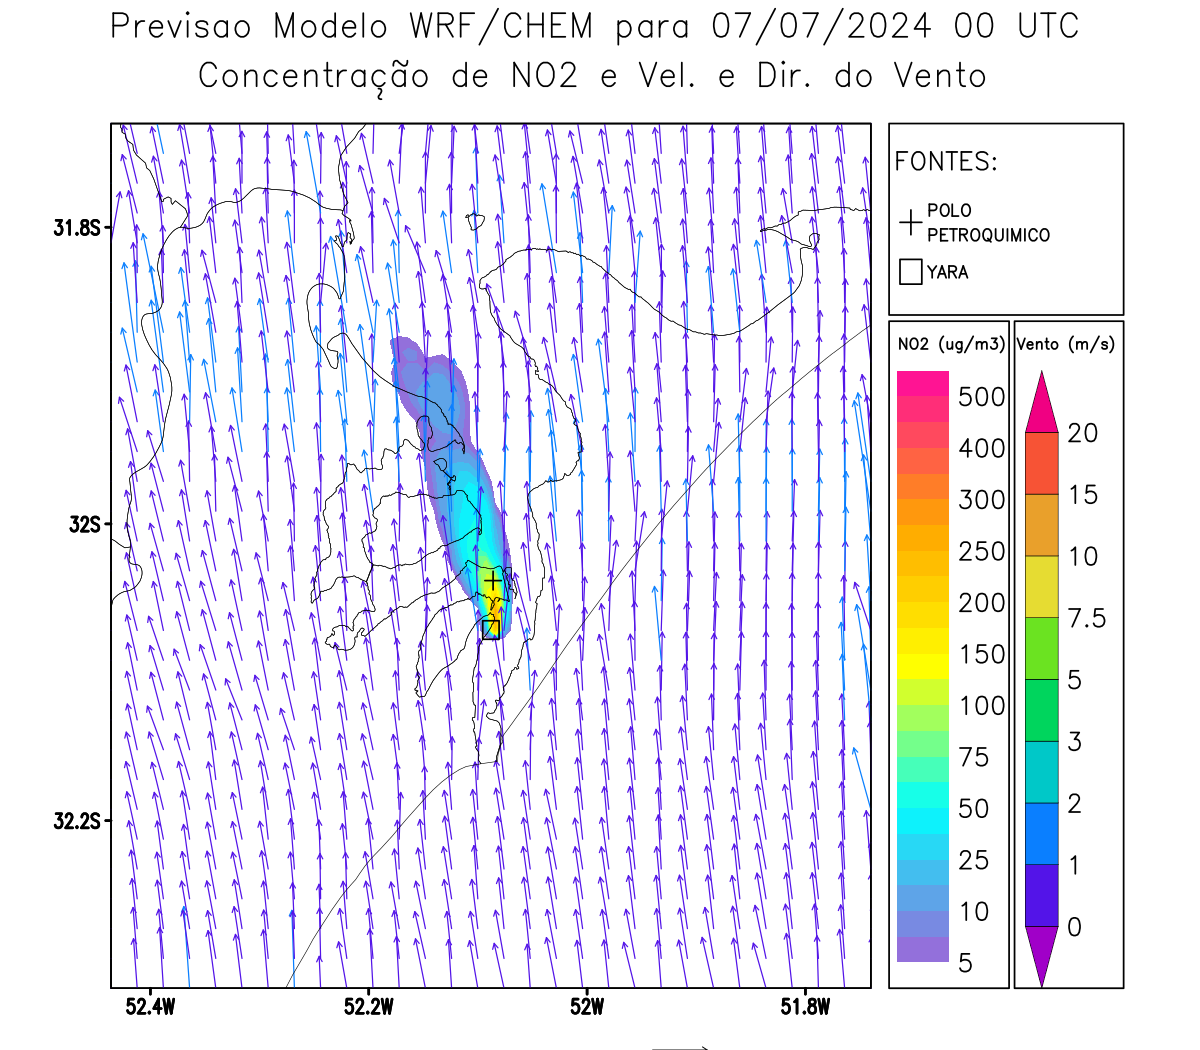 Previsao Modelo WRF/CHEM para 07/07/2024 00 UTC
Concentração de NO2 e Vel. e Dir. do Vento
FONTES:
POLO
PETROQUIMICO
YARA
NO2 (ug/m3)
500
400
300
250
200
150
100
75
50
25
10
5
Vento (m/s)
20
15
10
7.5
5
3
2
1
0
31.8S
32S
32.2S
52.4W
52.2W
52W
51.8W